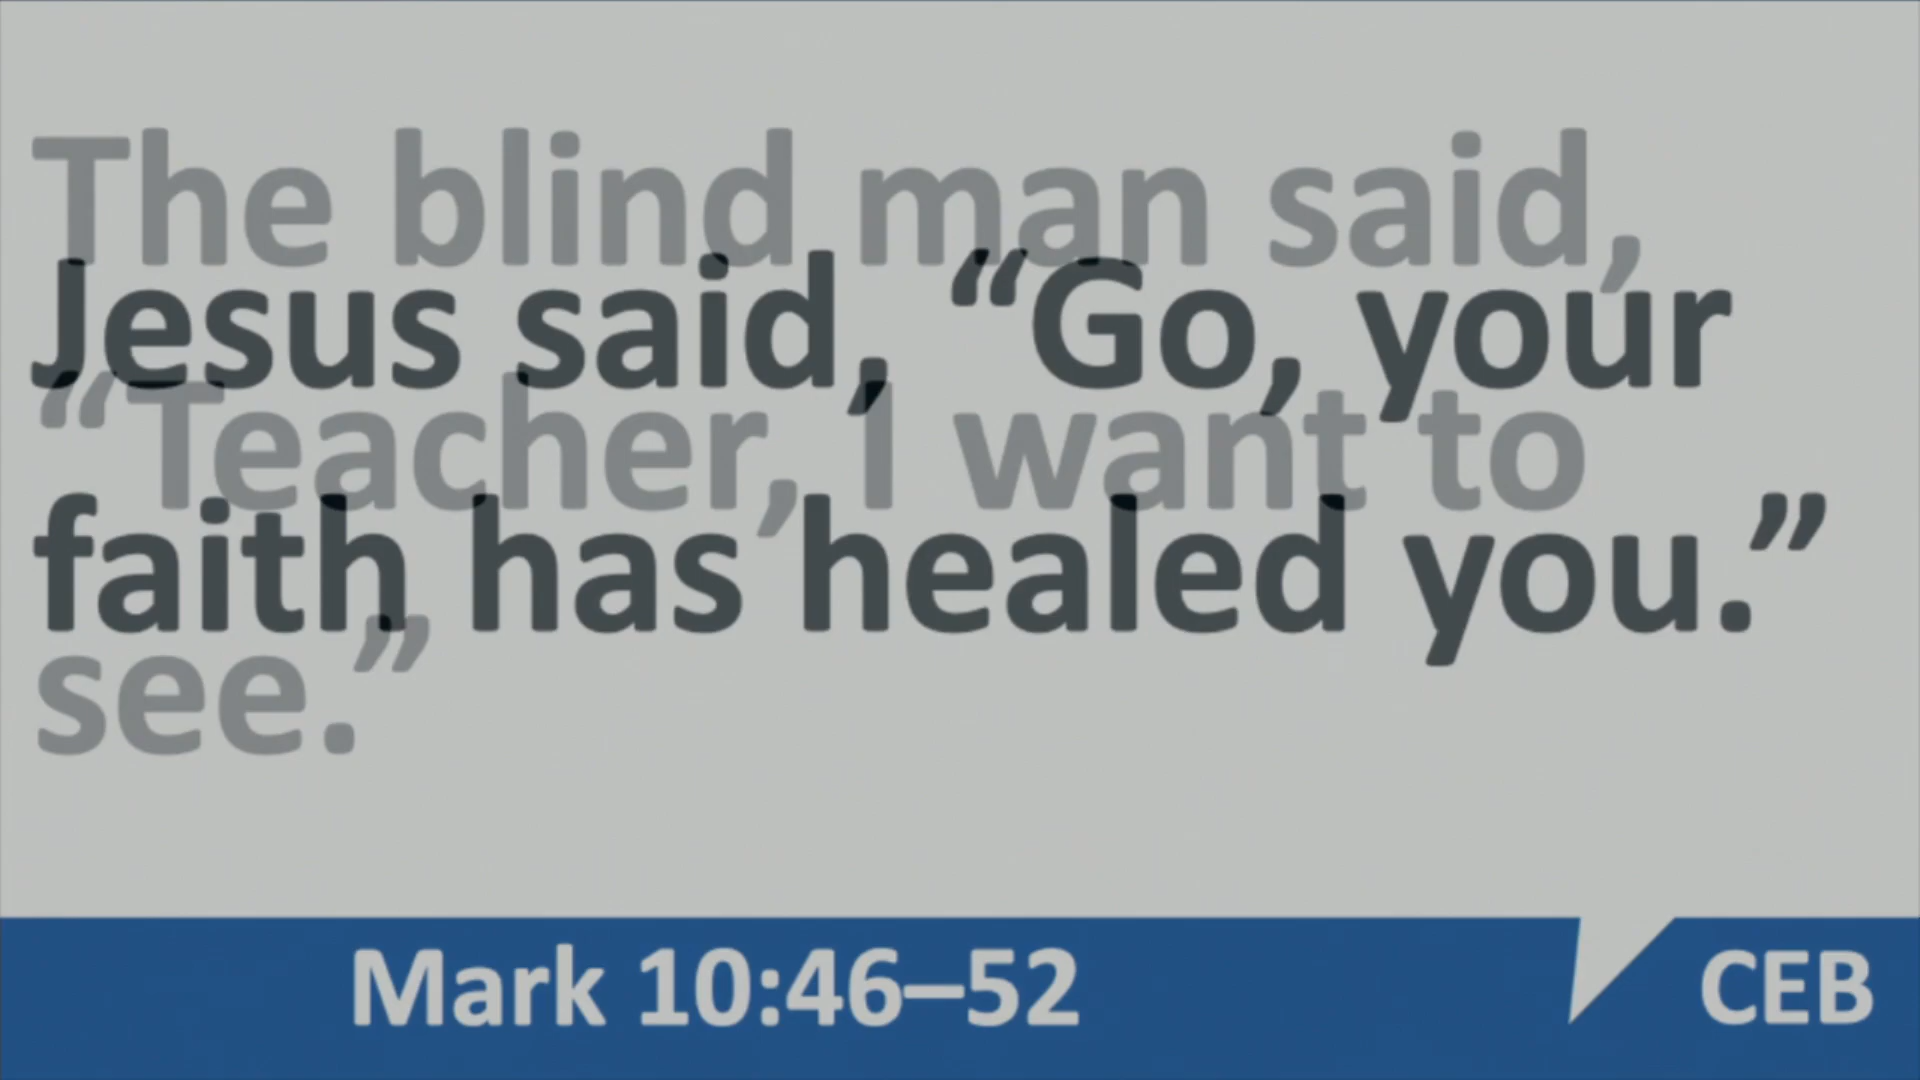 The blind man said,
“Teacher, I want to
see.”
Jesus said, “Go, your
faith has healed you.”
Mark 10:46–52
CEB